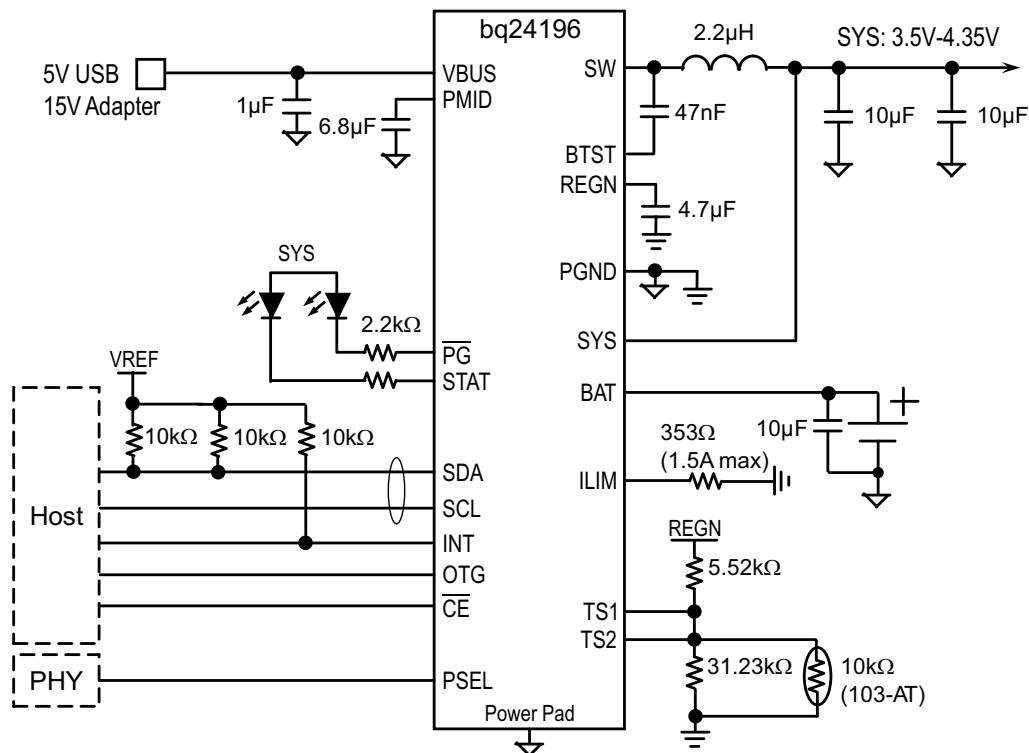 bq24196
5V USB
15V Adapter
VBUS
PMID
1µF
6.8µF
SW
2.2µH
SYS: 3.5V-4.35V
47nF
10µF
10µF
BTST
REGN
4.7µF
PGND
SYS
SYS
2.2kΩ
PG
STAT
VREF
10kΩ
10kΩ
10kΩ
BAT
10µF
+
353Ω
(1.5A max)
ILIM
Host
SDA
SCL
INT
OTG
CE
REGN
5.52kΩ
TS1
TS2
31.23kΩ
10kΩ
(103-AT)
PHY
PSEL
Power Pad